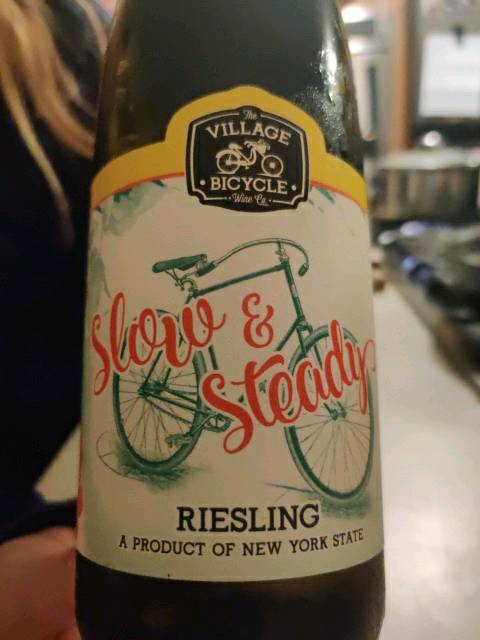 The
VILLAGE
BICYCLE
Wine Co.
Slow &
Steady
RIESLING
A PRODUCT OF NEW YORK STATE